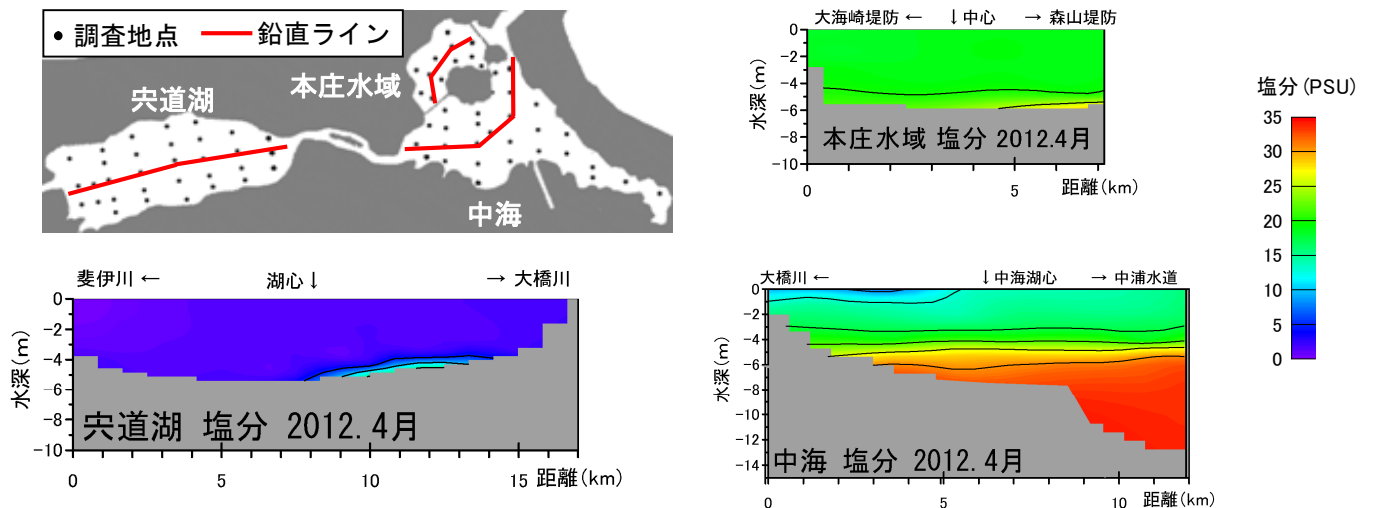 調査地点 鉛直ライン
宍道湖
本庄水域
中海
大海崎堤防 ← ↓中心 → 森山堤防
水深(m)
0
-2
-4
-6
-8
-10
本庄水域 塩分 2012.4月
0 5 距離(km)
塩分(PSU)
35
30
25
20
15
10
5
0
斐伊川 ← 湖心↓ → 大橋川
水深(m)
0
-2
-4
-6
-8
-10
宍道湖 塩分 2012.4月
0 5 10 15 距離(km)
大橋川 ← ↓中海湖心 → 中浦水道
水深(m)
0
-2
-4
-6
-8
-10
-12
-14
中海 塩分 2012.4月
0 5 10 距離(km)